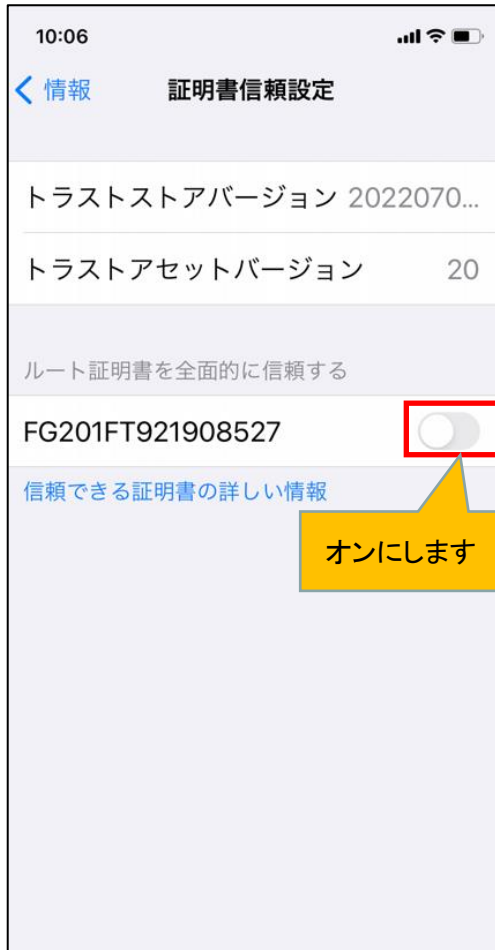 10:06
情報 証明書信頼設定
トラストストアバージョン 2022070...
トラストアセットバージョン 20
ルート証明書を全面的に信頼する
FG201FT921908527
信頼できる証明書の詳しい情報
オンにします